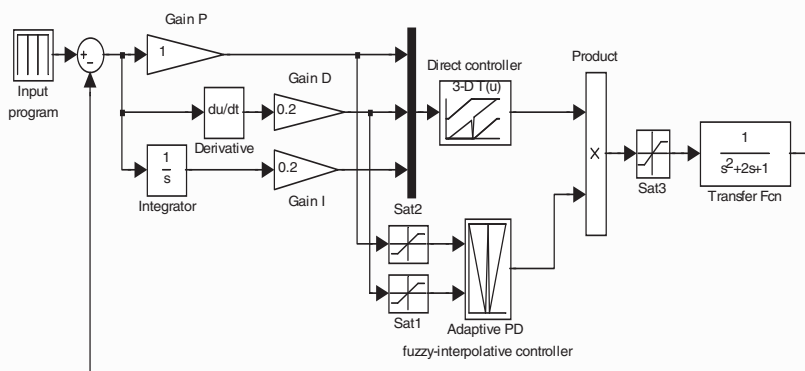 Gain P
1
+
-
Input
program
Gain D
du/dt
0.2
Derivative
1
s
Integrator
0.2
Gain I
Direct controller
3-D T(u)
Product
X
Sat3
1
s2+2s+1
Transfer Fcn
Sat2
Sat1
Adaptive PD
fuzzy-interpolative controller